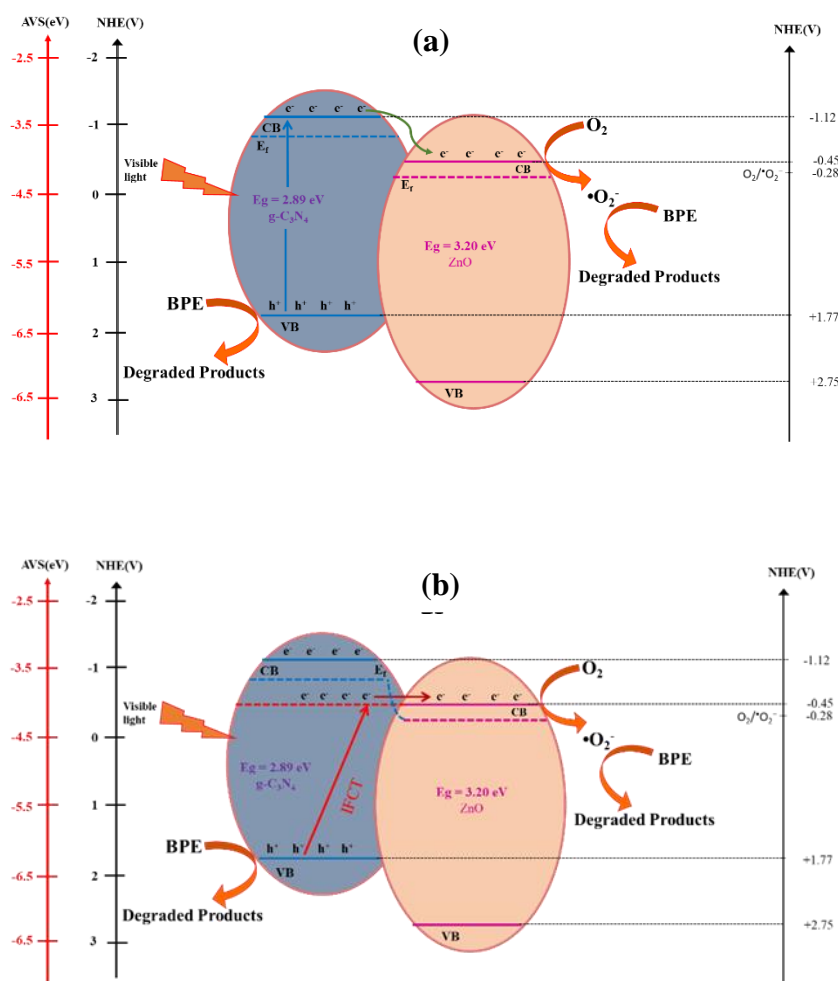 AVS(eV)
NHE(V)
(a)
NHE(V)
-2.5
-2
-3.5
-1
e- e- e- e-
CB
Ef
-1.12
O2
e- e- e- e-
CB
-0.45
Visible
light
O2/•O2- -0.28
-4.5
0
Ef
•O2-
Eg = 2.89 eV
g-C3N4
BPE
-5.5
1
Eg = 3.20 eV
ZnO
Degraded Products
BPE
h+ h+ h+ h+
VB
+1.77
-6.5
2
Degraded Products
VB
+2.75
-6.5
3
AVS(eV)
NHE(V)
(b)
NHE(V)
-2.5
-2
-3.5
-1
e- e- e- e-
CB
Ef
-1.12
O2
e- e- e- e-
e- e- e- e-
CB
-0.45
Visible
light
O2/•O2- -0.28
-4.5
0
•O2-
Eg = 2.89 eV
g-C3N4
BPE
-5.5
1
IFCT
Eg = 3.20 eV
ZnO
Degraded Products
BPE
h+ h+ h+ h+
VB
+1.77
-4.5
2
Degraded Products
VB
+2.75
-6.5
3